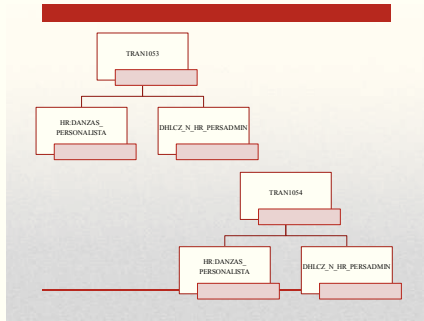 TRAN1053
HR:DANZAS_
PERSONALISTA
DHLCZ_N_HR_PERSADMIN
TRAN1054
HR:DANZAS_
PERSONALISTA
DHLCZ_N_HR_PERSADMIN